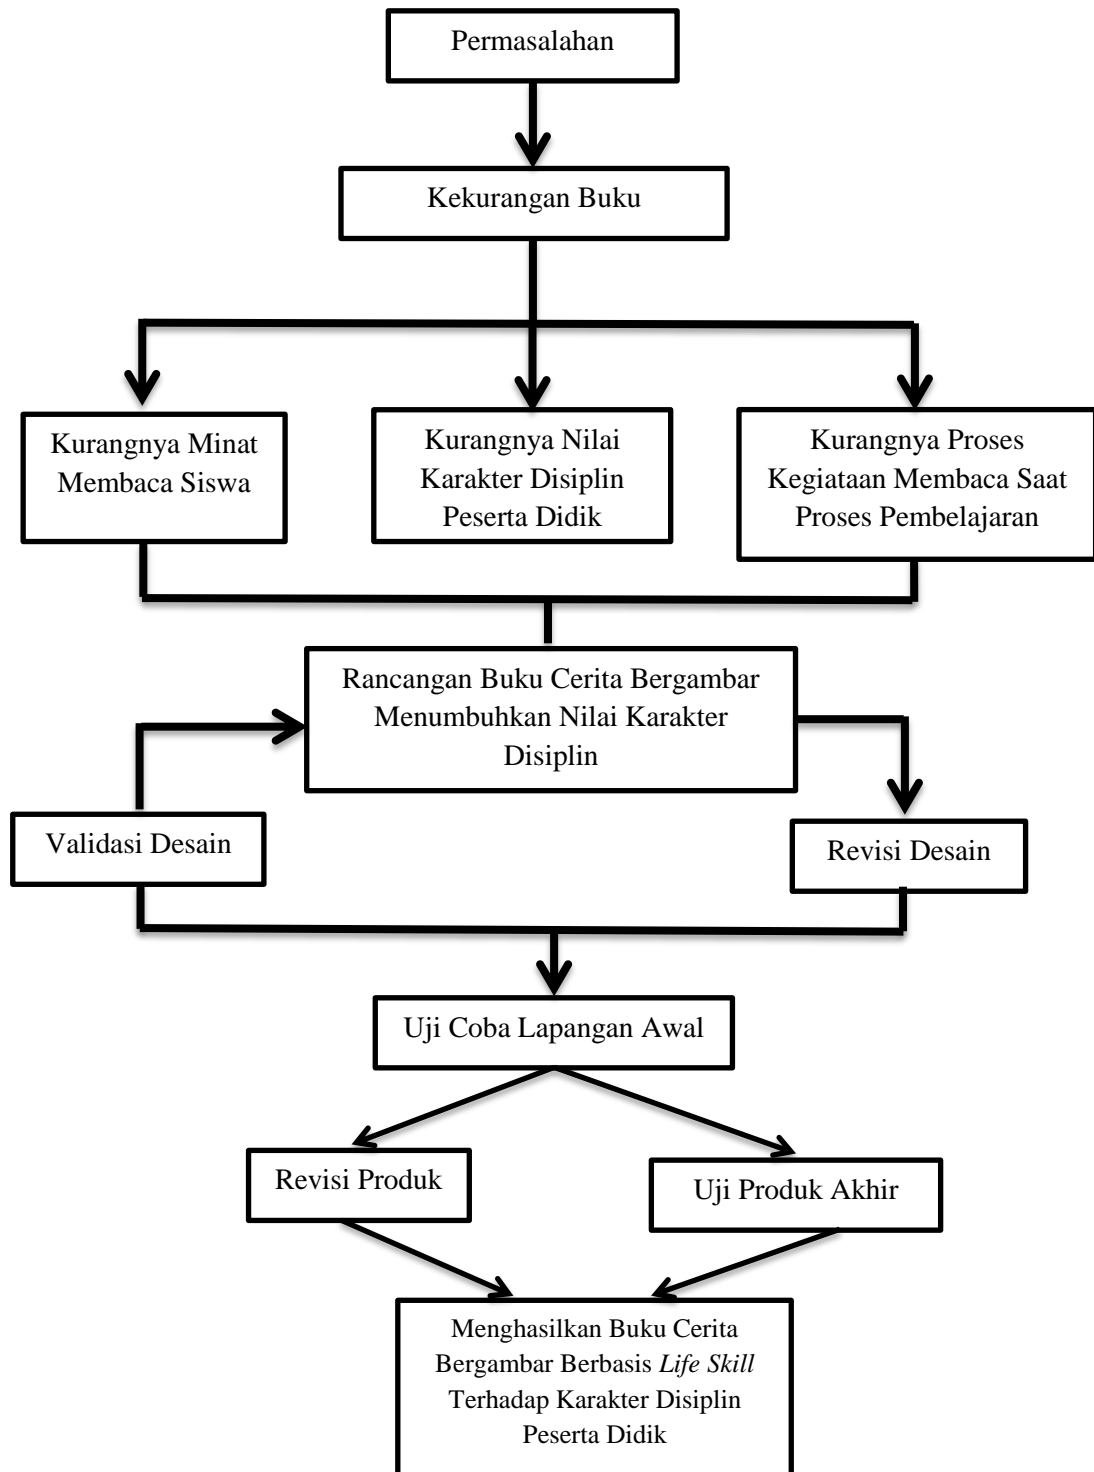 Permasalahan
Kekurangan Buku
Kurangnya Minat
Membaca Siswa
Kurangnya Nilai
Karakter Disiplin
Peserta Didik
Kurangnya Proses
Kegiataan Membaca Saat
Proses Pembelajaran
Rancangan Buku Cerita Bergambar
Menumbuhkan Nilai Karakter
Disiplin
Validasi Desain
Revisi Desain
Uji Coba Lapangan Awal
Revisi Produk
Uji Produk Akhir
Menghasilkan Buku Cerita
Bergambar Berbasis Life Skill
Terhadap Karakter Disiplin
Peserta Didik